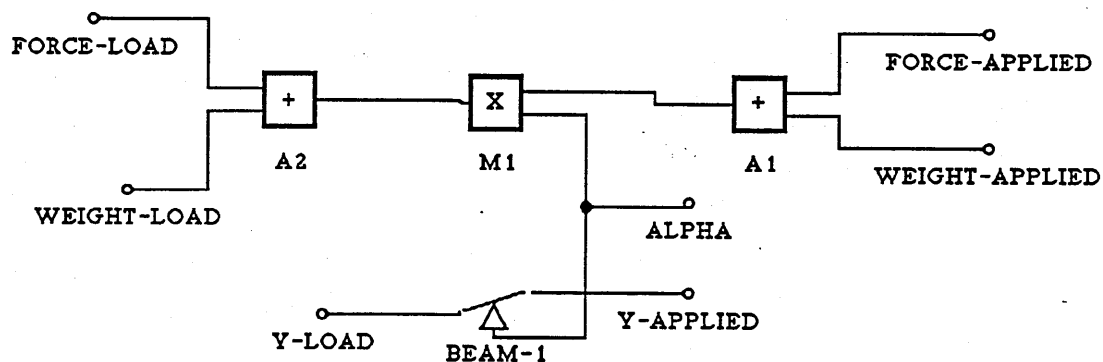 FORCE-LOAD
FORCE-APPLIED
+
X
+
A2
M1
A1
WEIGHT-APPLIED
WEIGHT-LOAD
ALPHA
Y-LOAD
Y-APPLIED
BEAM-1